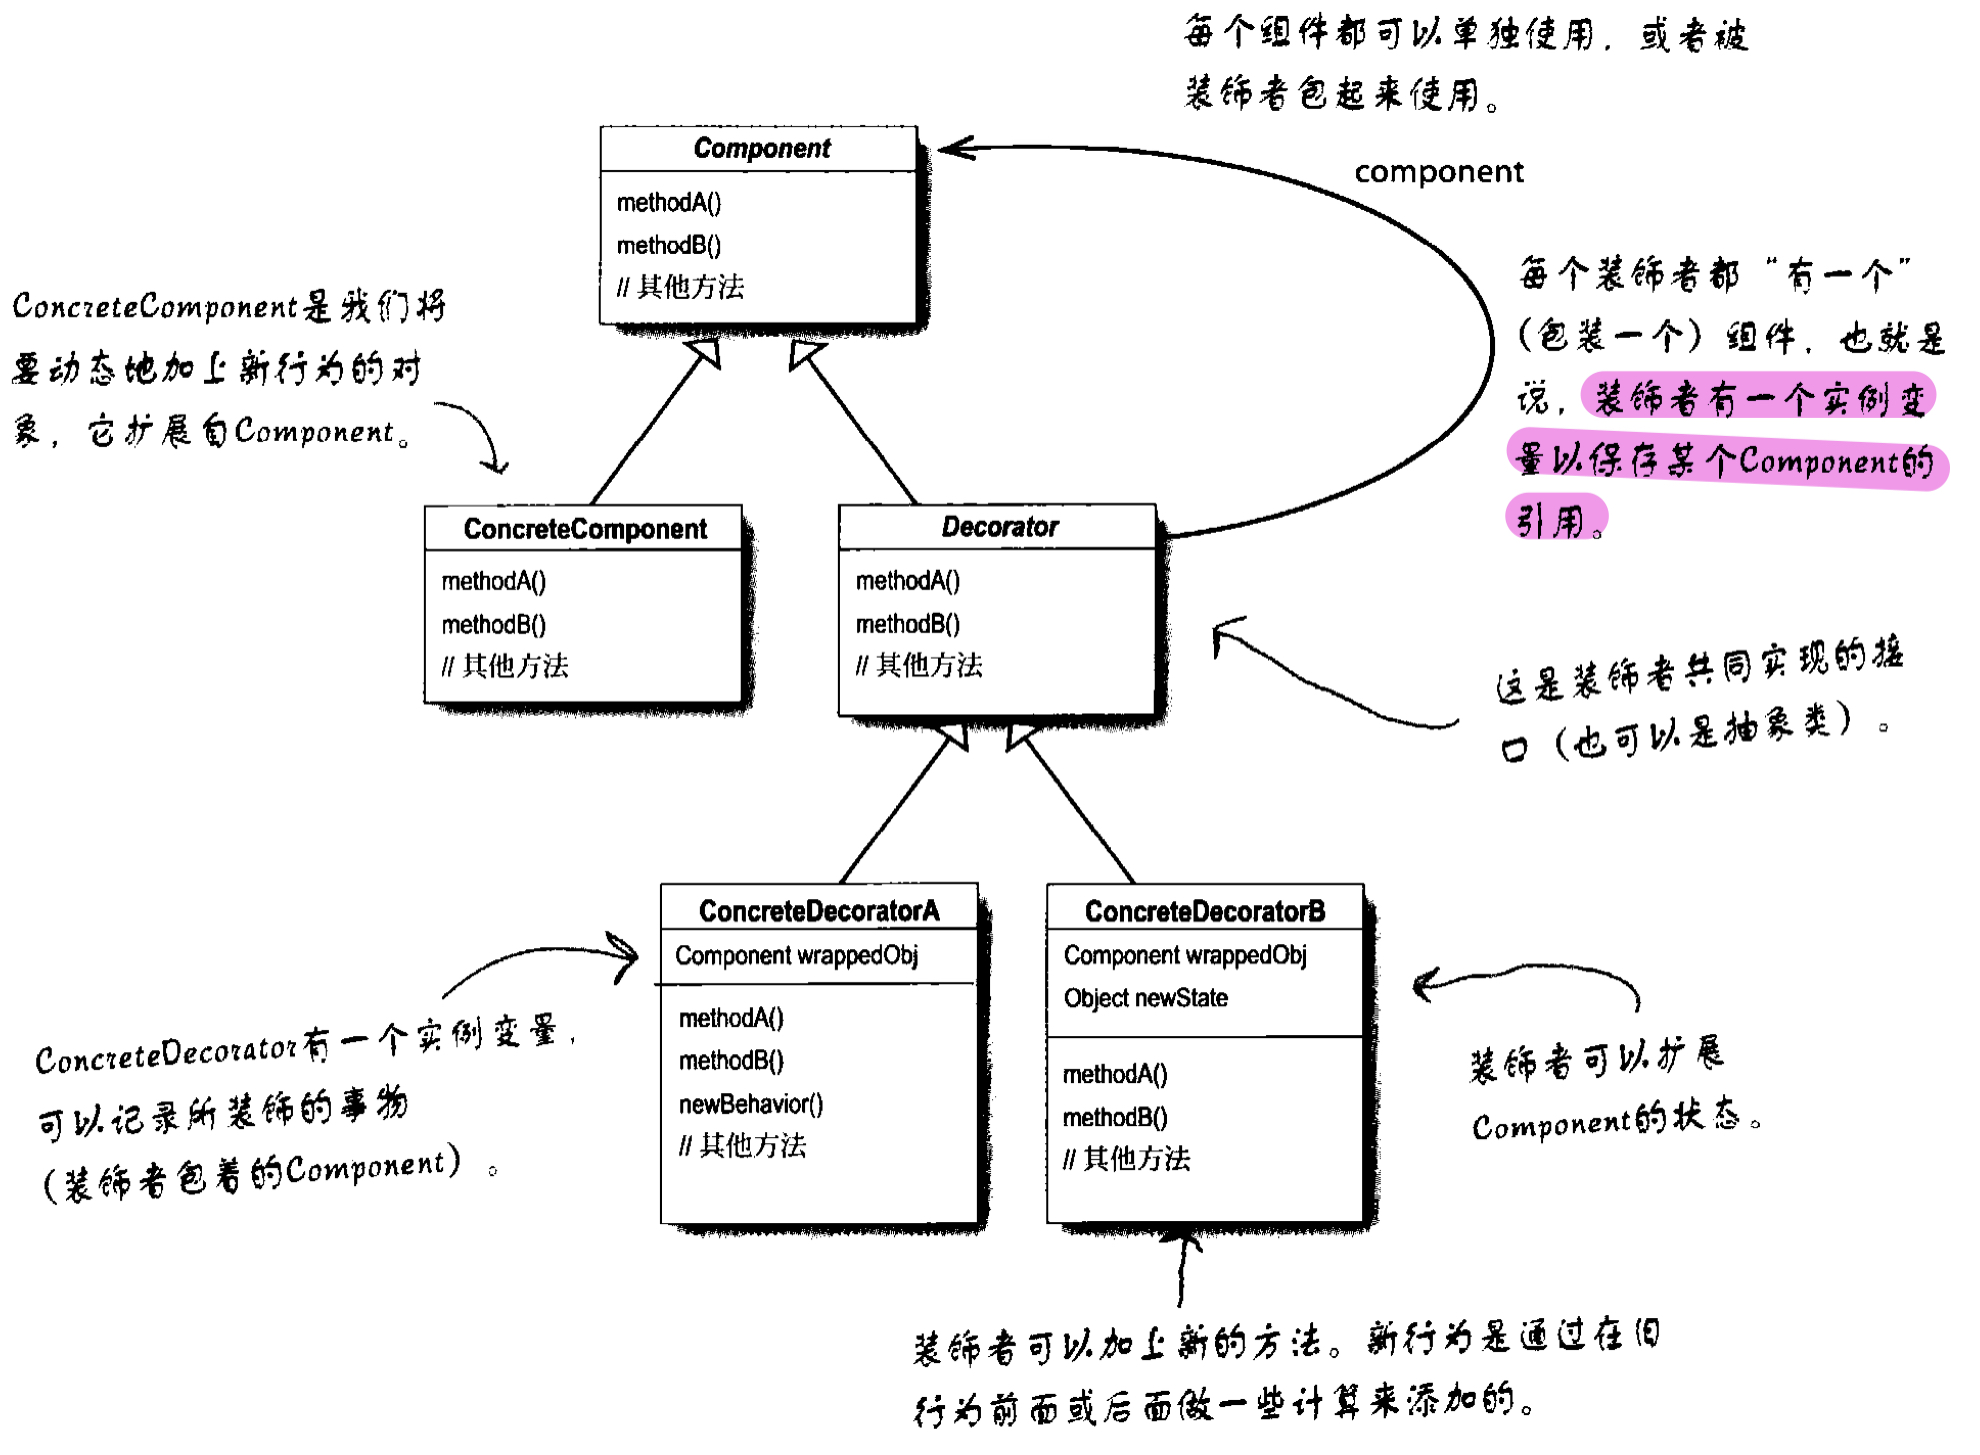 每个组件都可以单独使用，或者被
装饰者包起来使用。
Component
methodA()
methodB()
// 其他方法
component
ConcreteComponent是我们将
要动态地加上新行为的对
象，它扩展自Component。
每个装饰者都“有一个”
（包装一个）组件，也就是
说，装饰者有一个实例变
量以保存某个Component的
引用。
ConcreteComponent
methodA()
methodB()
// 其他方法
Decorator
methodA()
methodB()
// 其他方法
这是装饰者共同实现的接
口（也可以是抽象类）。
ConcreteDecoratorA
Component wrappedObj
methodA()
methodB()
newBehavior()
// 其他方法
ConcreteDecoratorB
Component wrappedObj
Object newState
methodA()
methodB()
// 其他方法
ConcreteDecorator有一个实例变量，
可以记录所装饰的事物
（装饰者包着的Component）。
装饰者可以扩展
Component的状态。
装饰者可以加上新的方法。新行为是通过在旧
行为前面或后面做一些计算来添加的。